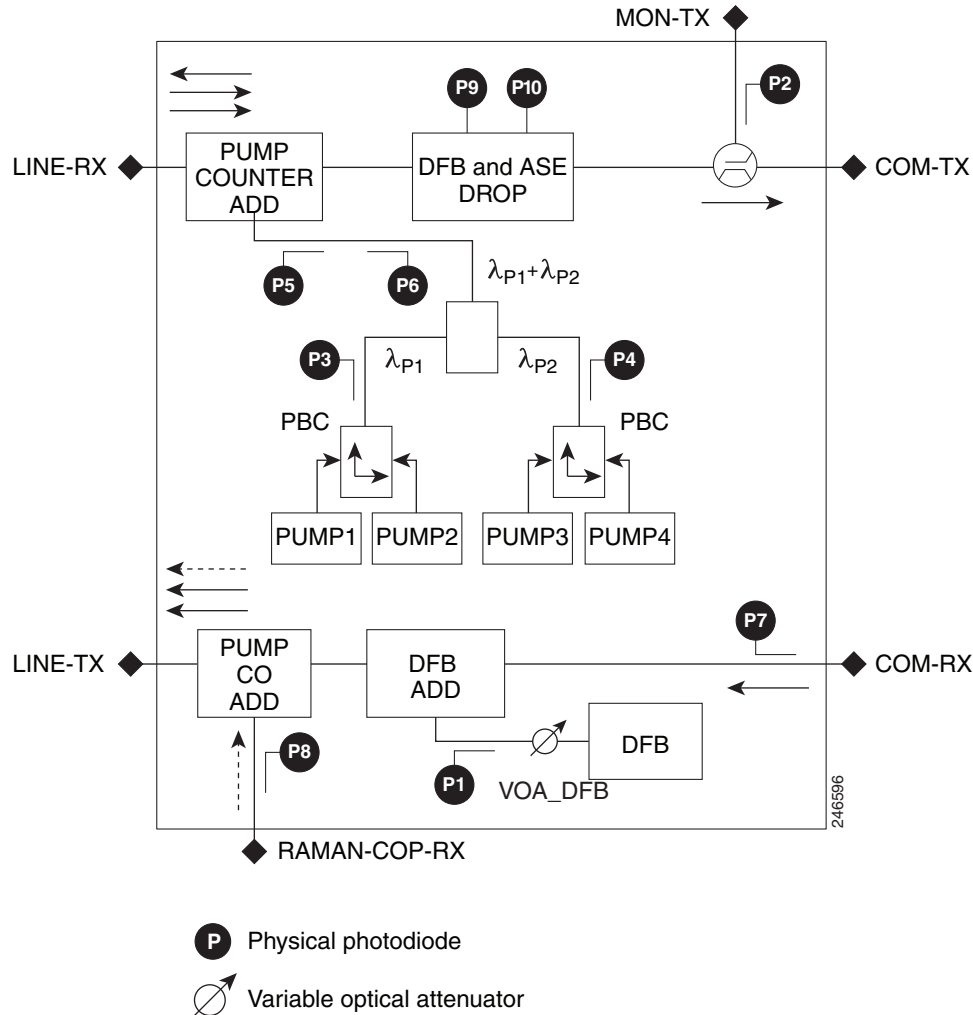 MON-TX
P2
P9
P10
LINE-RX
PUMP
COUNTER
ADD
DFB and ASE
DROP
COM-TX
P5
P6
λP1+λP2
P3
λP1
λP2
P4
PBC
PBC
PUMP1
PUMP2
PUMP3
PUMP4
P7
LINE-TX
PUMP
CO
ADD
DFB
ADD
COM-RX
P8
P1
VOA_DFB
DFB
246596
RAMAN-COP-RX
P Physical photodiode
Variable optical attenuator